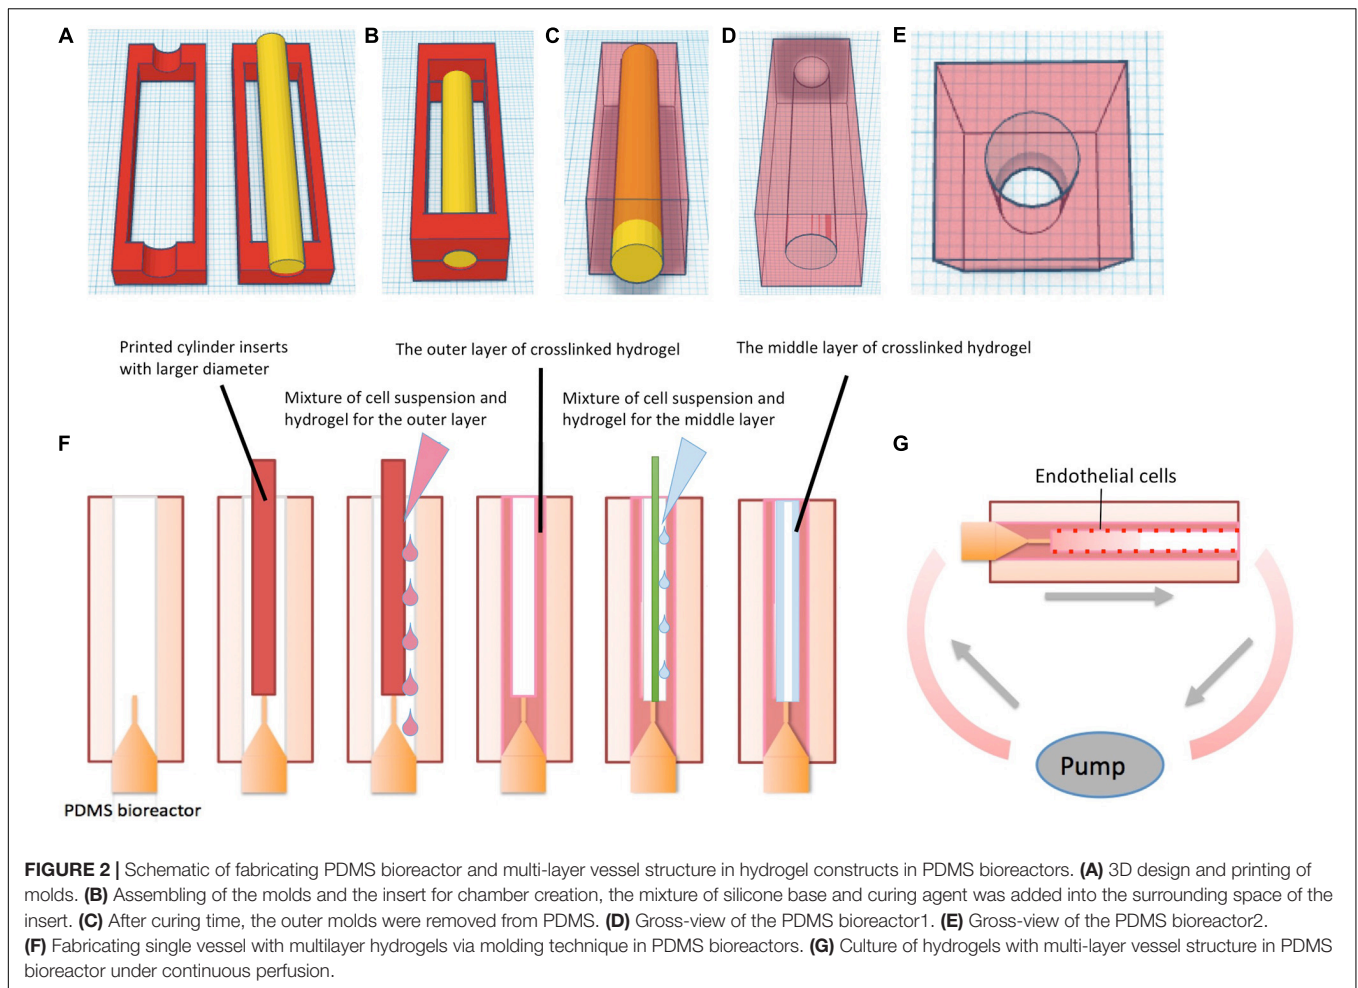 A
B
C
D
E
Printed cylinder inserts
with larger diameter
The outer layer of crosslinked hydrogel
The middle layer of crosslinked hydrogel
Mixture of cell suspension and
hydrogel for the outer layer
Mixture of cell suspension and
hydrogel for the middle layer
F
G
Endothelial cells
Pump
PDMS bioreactor
FIGURE 2 | Schematic of fabricating PDMS bioreactor and multi-layer vessel structure in hydrogel constructs in PDMS bioreactors. (A) 3D design and printing of
molds. (B) Assembling of the molds and the insert for chamber creation, the mixture of silicone base and curing agent was added into the surrounding space of the
insert. (C) After curing time, the outer molds were removed from PDMS. (D) Gross-view of the PDMS bioreactor1. (E) Gross-view of the PDMS bioreactor2.
(F) Fabricating single vessel with multilayer hydrogels via molding technique in PDMS bioreactors. (G) Culture of hydrogels with multi-layer vessel structure in PDMS
bioreactor under continuous perfusion.